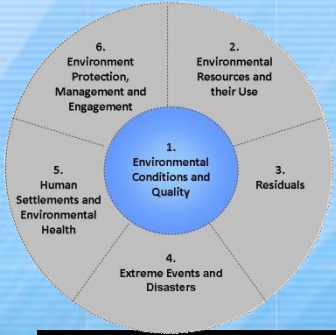 1.
Environmental
Conditions and
Quality
2.
Environmental
Resources and
their Use
3.
Residuals
4.
Extreme Events and
Disasters
5.
Human
Settlements and
Environmental
Health
6.
Environment
Protection,
Management and
Engagement